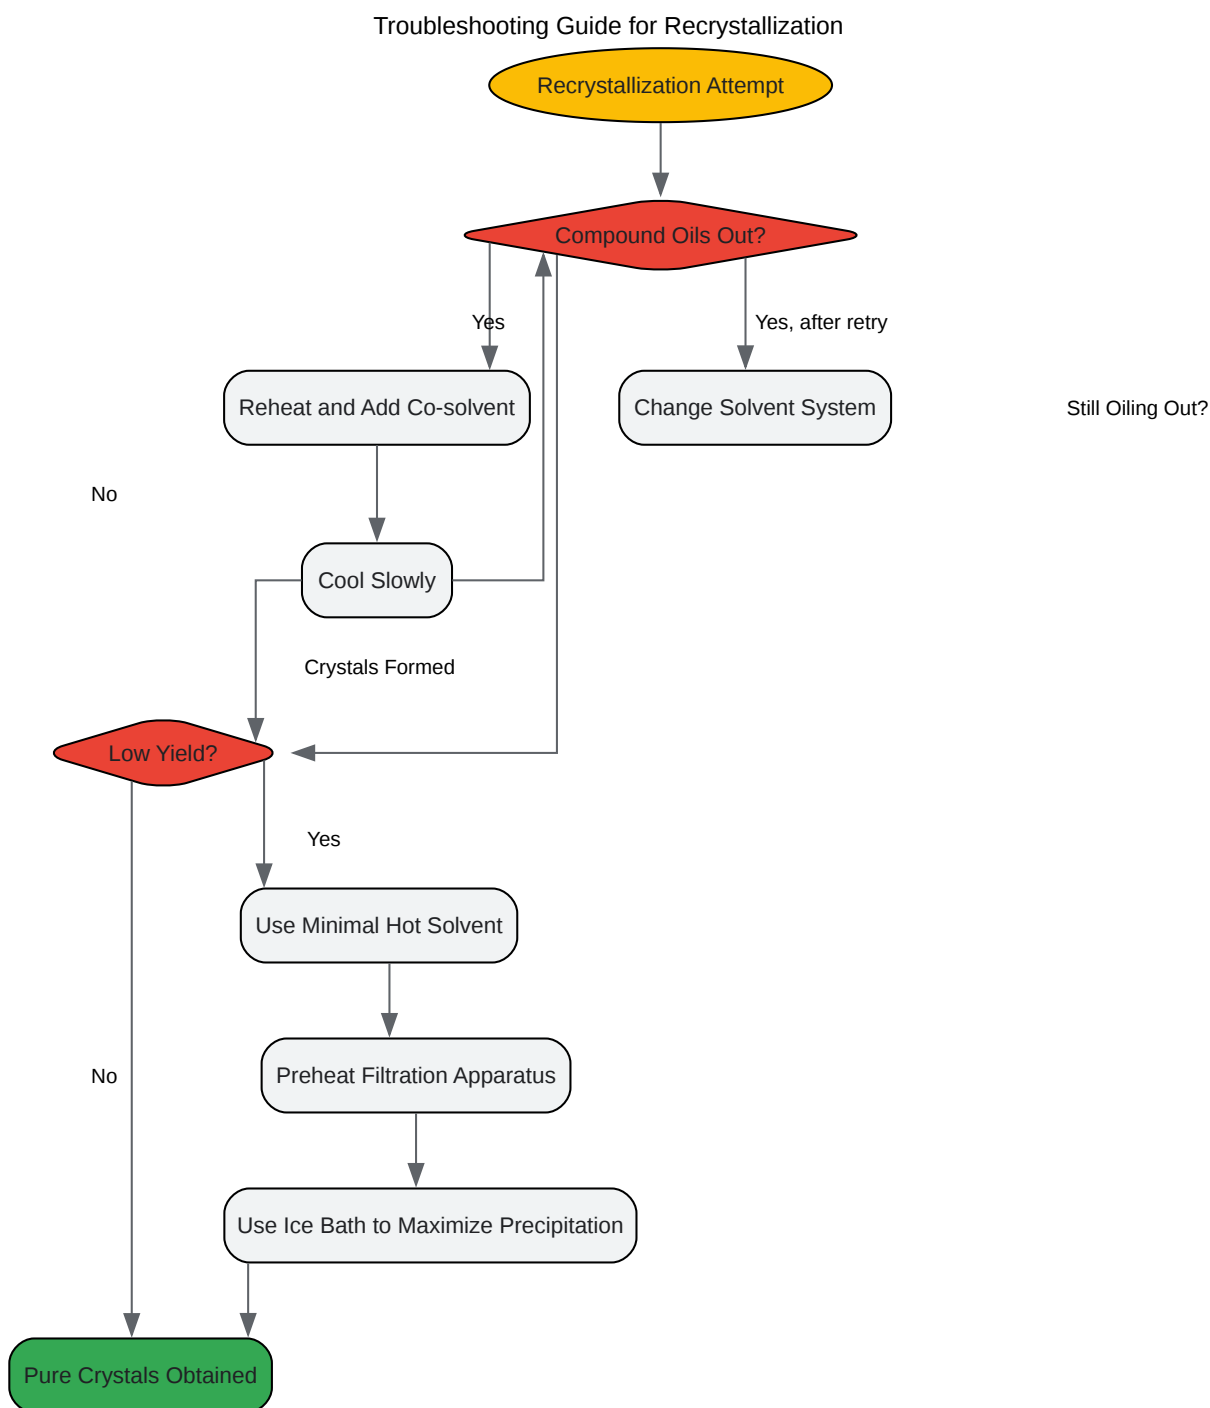 Troubleshooting Guide for Recrystallization
Recrystallization Attempt
Compound Oils Out?
Yes
Yes, after retry
Reheat and Add Co-solvent
Change Solvent System
Still Oiling Out?
No
Cool Slowly
Crystals Formed
Low Yield?
Yes
Use Minimal Hot Solvent
Preheat Filtration Apparatus
No
Use Ice Bath to Maximize Precipitation
Pure Crystals Obtained